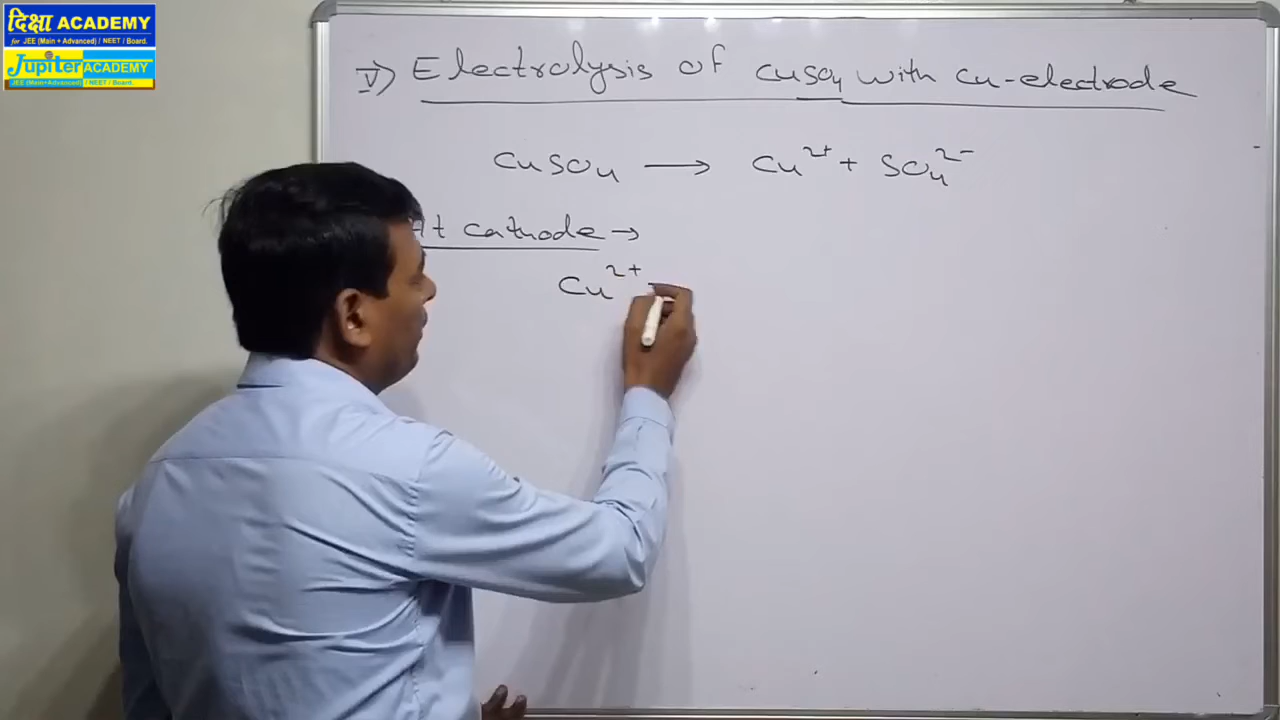 दिक्षा ACADEMY
for JEE (Main + Advanced) / NEET / Board.
Jupiter ACADEMY
JEE (Main+Advanced) / NEET / Board.
V) Electrolysis of CuSO4 with Cu-electrode
CuSO4 → Cu²⁺ + SO4²⁻
At cathode →
Cu²⁺